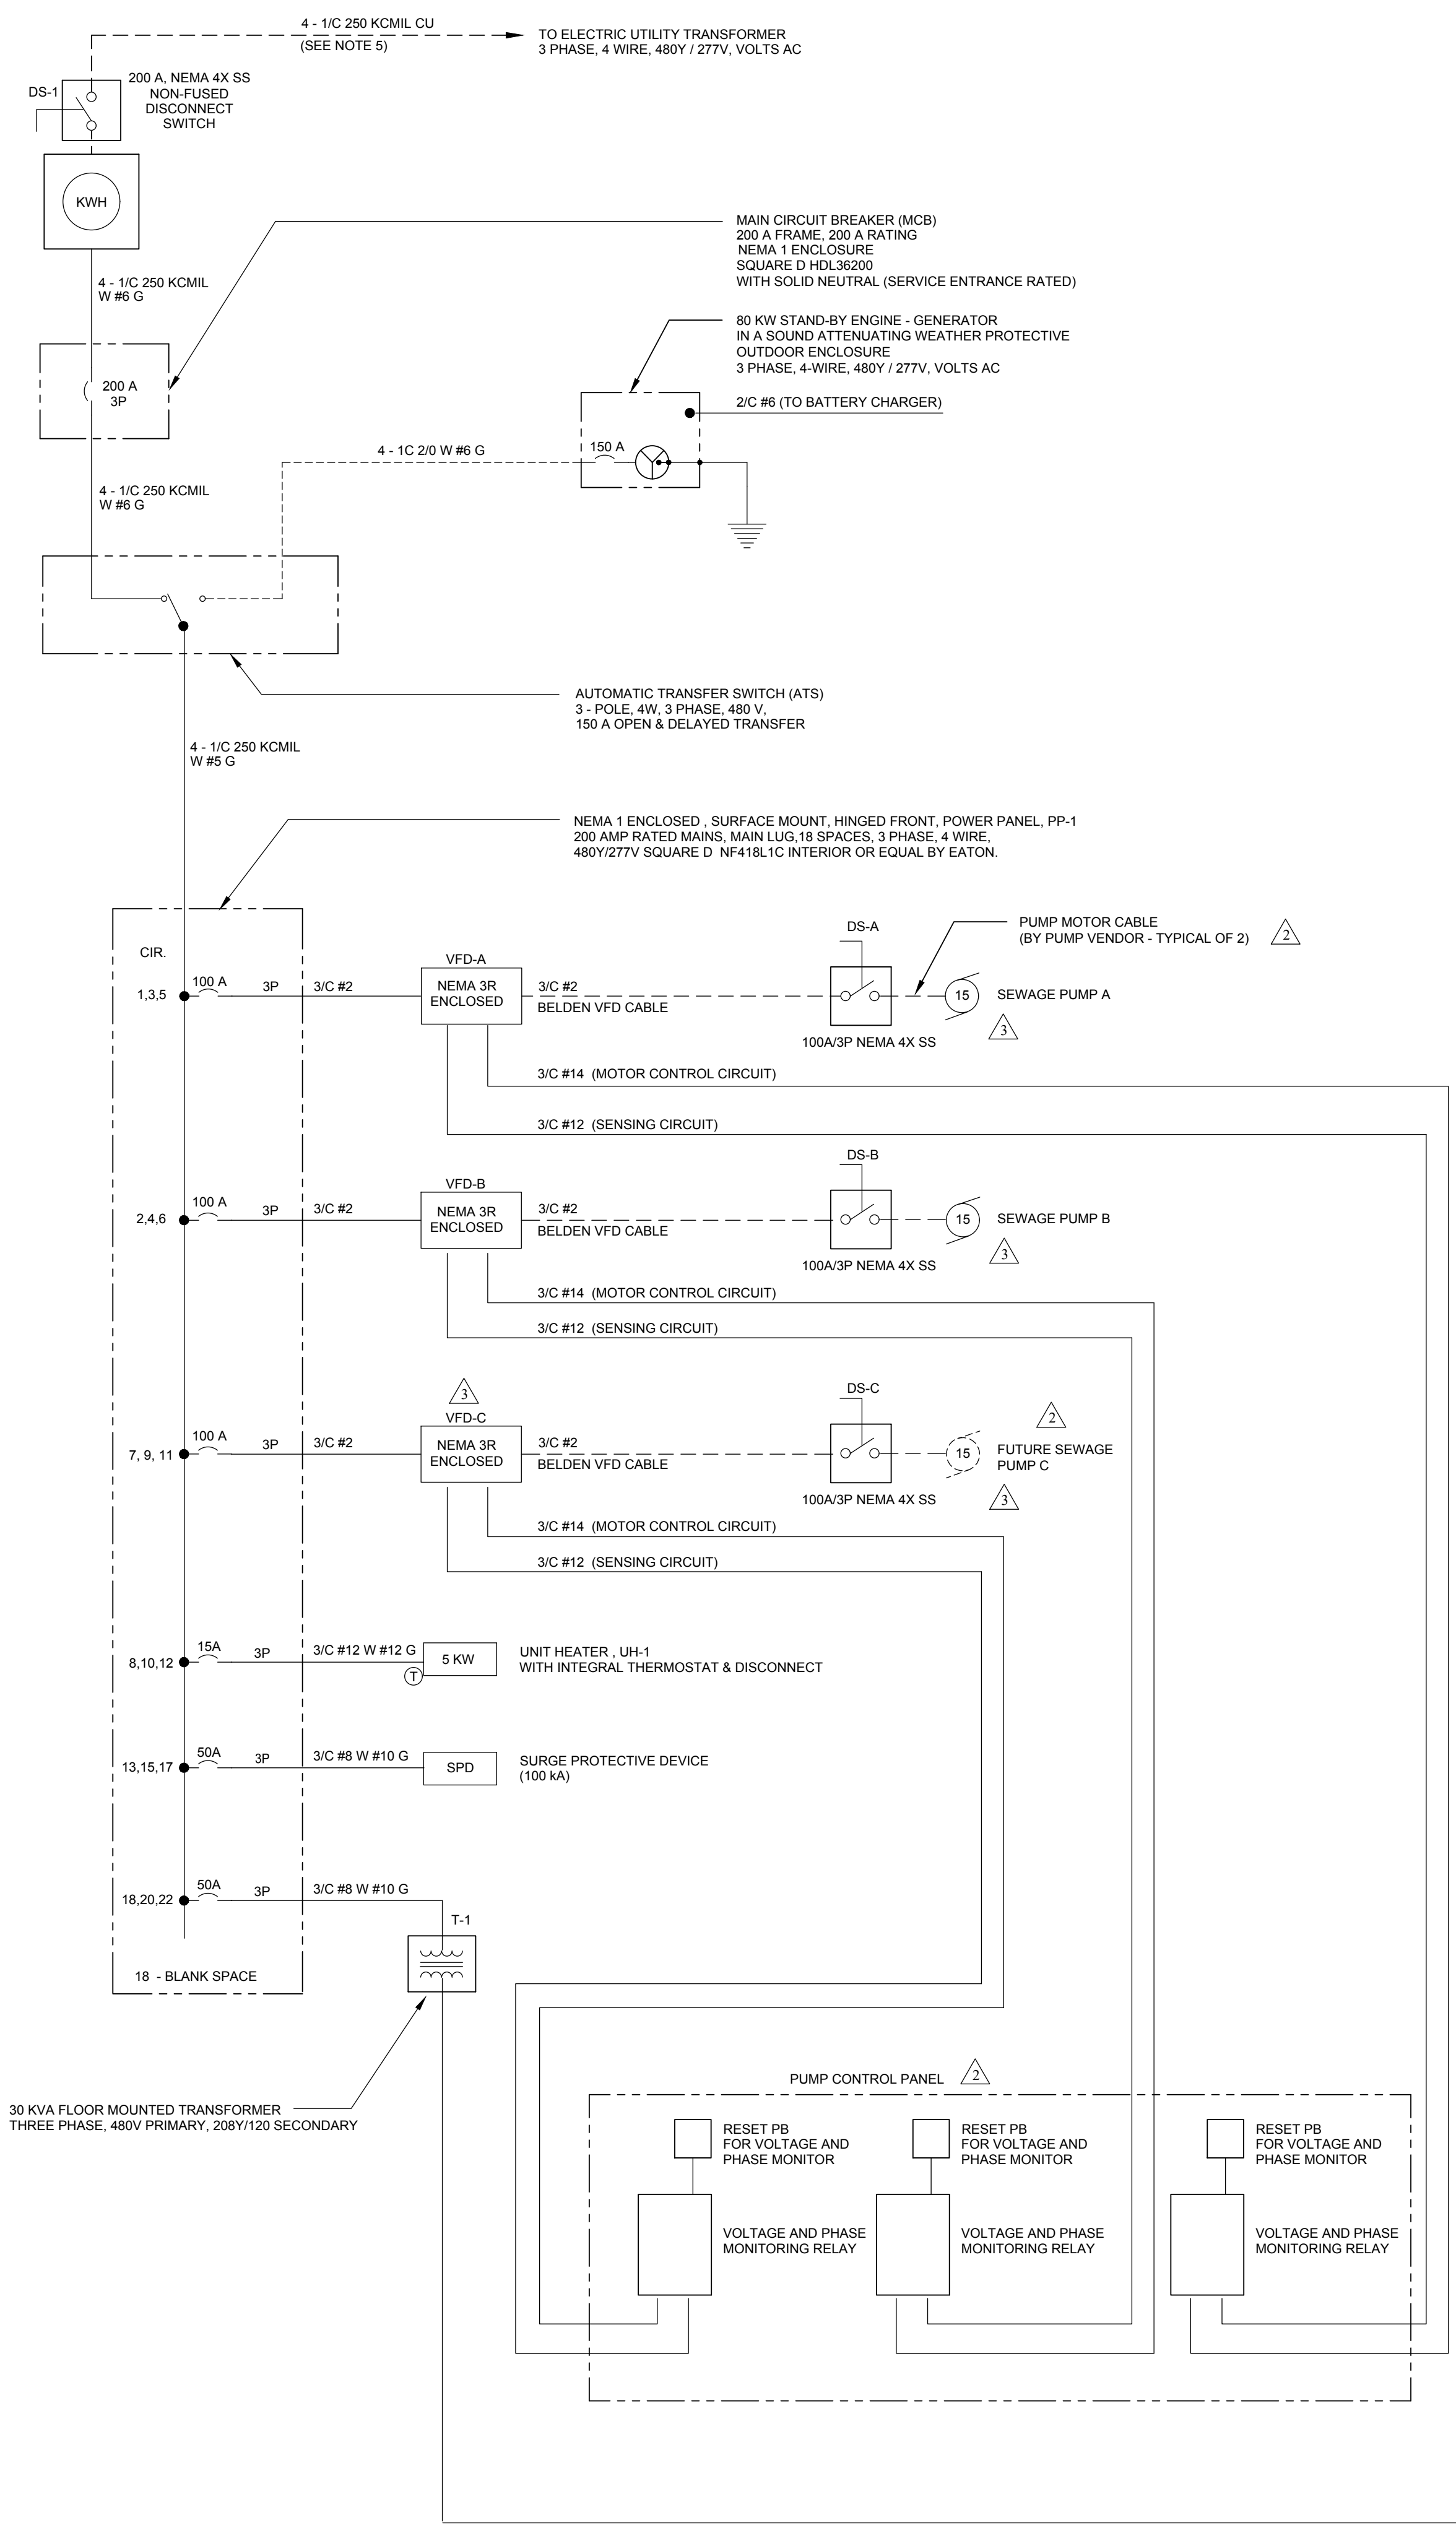 4 - 1/C 250 KCMIL CU
(SEE NOTE 5)
TO ELECTRIC UTILITY TRANSFORMER
3 PHASE, 4 WIRE, 480Y / 277V, VOLTS AC
DS-1
200 A, NEMA 4X SS
NON-FUSED
DISCONNECT
SWITCH
KWH
4 - 1/C 250 KCMIL
W #6 G
MAIN CIRCUIT BREAKER (MCB)
200 A FRAME, 200 A RATING
NEMA 1 ENCLOSURE
SQUARE D HDL36200
WITH SOLID NEUTRAL (SERVICE ENTRANCE RATED)
200 A
3P
80 KW STAND-BY ENGINE - GENERATOR
IN A SOUND ATTENUATING WEATHER PROTECTIVE
OUTDOOR ENCLOSURE
3 PHASE, 4-WIRE, 480Y / 277V, VOLTS AC
2/C #6 (TO BATTERY CHARGER)
150 A
4 - 1C 2/0 W #6 G
4 - 1/C 250 KCMIL
W #6 G
AUTOMATIC TRANSFER SWITCH (ATS)
3 - POLE, 4W, 3 PHASE, 480 V,
150 A OPEN & DELAYED TRANSFER
4 - 1/C 250 KCMIL
W #5 G
NEMA 1 ENCLOSED , SURFACE MOUNT, HINGED FRONT, POWER PANEL, PP-1
200 AMP RATED MAINS, MAIN LUG,18 SPACES, 3 PHASE, 4 WIRE,
480Y/277V SQUARE D NF418L1C INTERIOR OR EQUAL BY EATON.
CIR.
1,3,5
100 A
3P
3/C #2
VFD-A
NEMA 3R
ENCLOSED
3/C #2
BELDEN VFD CABLE
DS-A
100A/3P NEMA 4X SS
PUMP MOTOR CABLE
(BY PUMP VENDOR - TYPICAL OF 2)
2
15
SEWAGE PUMP A
3
3/C #14 (MOTOR CONTROL CIRCUIT)
3/C #12 (SENSING CIRCUIT)
2,4,6
100 A
3P
3/C #2
VFD-B
NEMA 3R
ENCLOSED
3/C #2
BELDEN VFD CABLE
DS-B
100A/3P NEMA 4X SS
15
SEWAGE PUMP B
3
3/C #14 (MOTOR CONTROL CIRCUIT)
3/C #12 (SENSING CIRCUIT)
7, 9, 11
100 A
3P
3/C #2
3
VFD-C
NEMA 3R
ENCLOSED
3/C #2
BELDEN VFD CABLE
DS-C
100A/3P NEMA 4X SS
15
2
FUTURE SEWAGE
PUMP C
3
3/C #14 (MOTOR CONTROL CIRCUIT)
3/C #12 (SENSING CIRCUIT)
8,10,12
15A
3P
3/C #12 W #12 G
T
5 KW
UNIT HEATER , UH-1
WITH INTEGRAL THERMOSTAT & DISCONNECT
13,15,17
50A
3P
3/C #8 W #10 G
SPD
SURGE PROTECTIVE DEVICE
(100 kA)
18,20,22
50A
3P
3/C #8 W #10 G
T-1
18 - BLANK SPACE
30 KVA FLOOR MOUNTED TRANSFORMER
THREE PHASE, 480V PRIMARY, 208Y/120 SECONDARY
PUMP CONTROL PANEL
2
RESET PB
FOR VOLTAGE AND
PHASE MONITOR
VOLTAGE AND PHASE
MONITORING RELAY
RESET PB
FOR VOLTAGE AND
PHASE MONITOR
VOLTAGE AND PHASE
MONITORING RELAY
RESET PB
FOR VOLTAGE AND
PHASE MONITOR
VOLTAGE AND PHASE
MONITORING RELAY